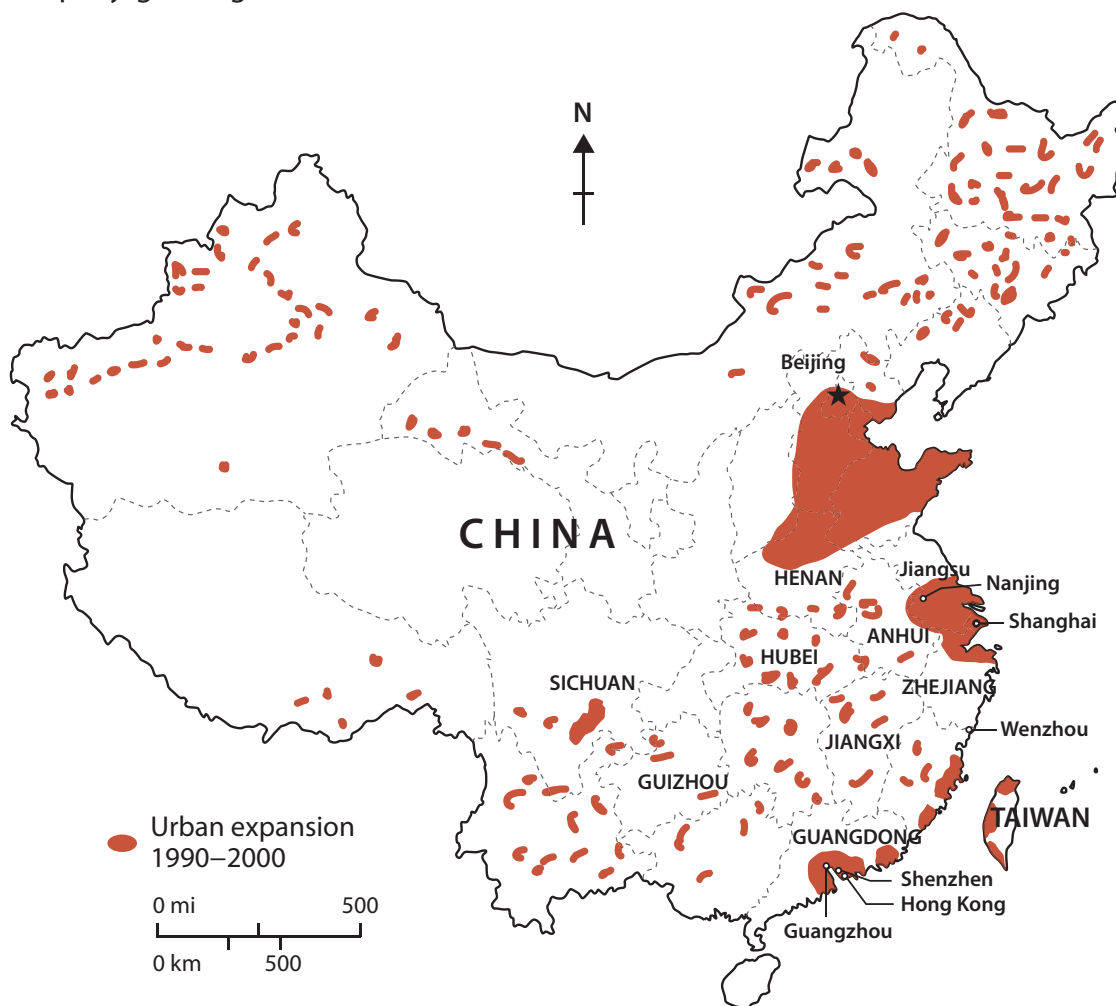 N
Beijing
CHINA
HENAN
Jiangsu
Nanjing
Shanghai
ANHUI
HUBEI
SICHUAN
ZHEJIANG
Wenzhou
JIANGXI
GUIZHOU
TAIWAN
GUANGDONG
Shenzhen
Hong Kong
Guangzhou
Urban expansion
1990–2000
0 mi 500
0 km 500